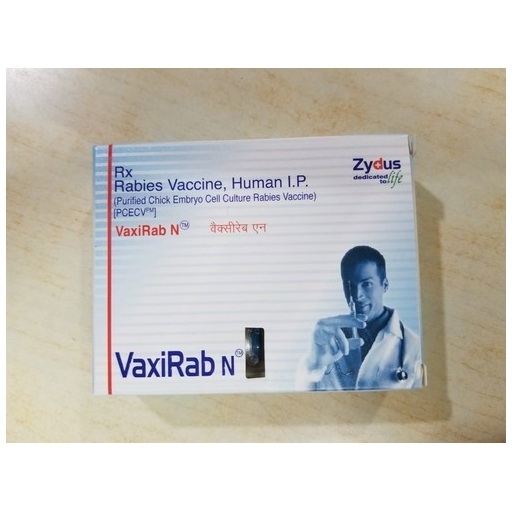 Rx
Rabies Vaccine, Human I.P.
(Purified Chick Embryo Cell Culture Rabies Vaccine)
[PCECV]
VaxiRab N™ वैक्सीरेब एन
Zydus
dedicated
to life
VaxiRab N™